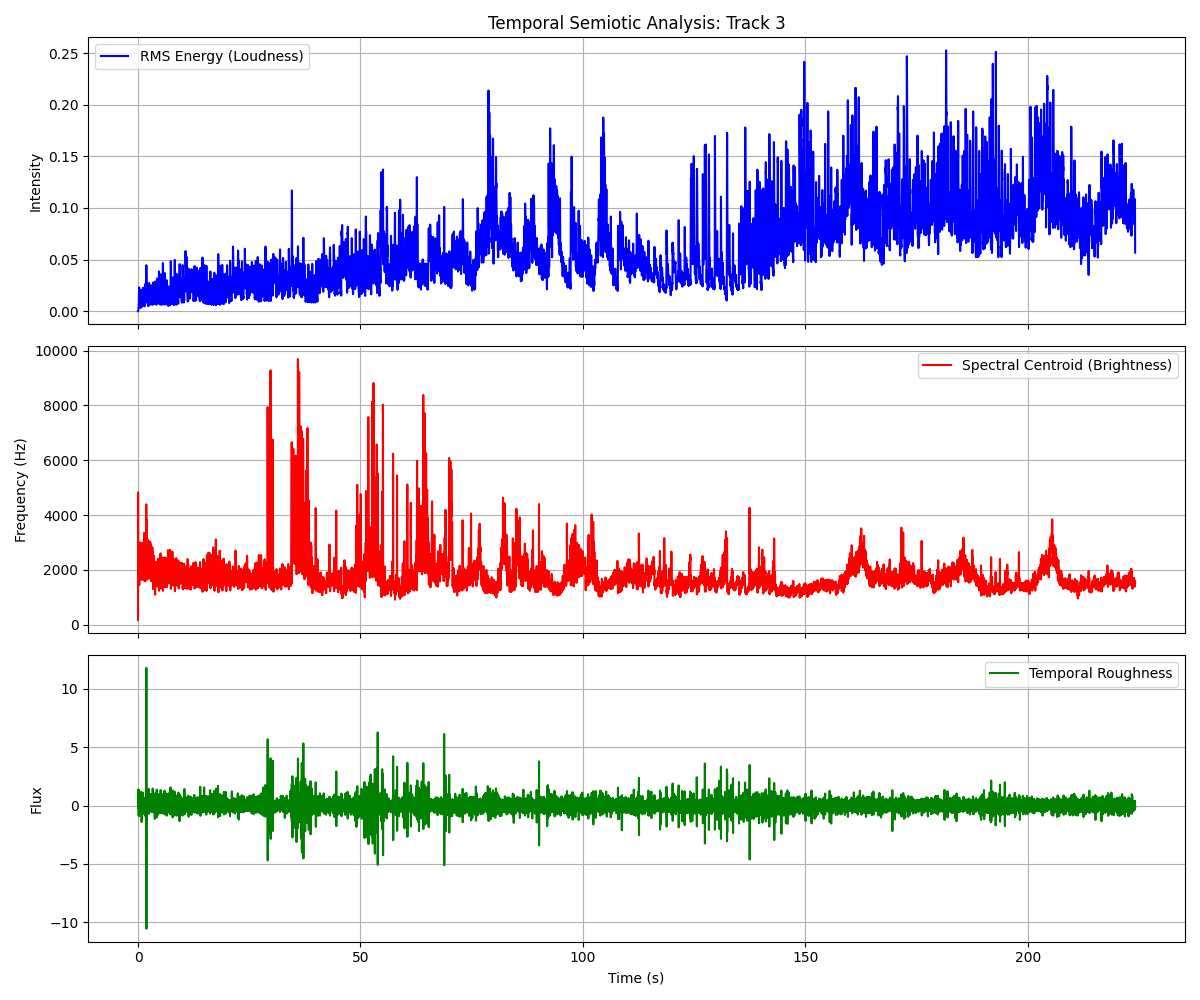 Temporal Semiotic Analysis: Track 3
RMS Energy (Loudness)
Intensity
0.25
0.20
0.15
0.10
0.05
0.00
Spectral Centroid (Brightness)
Frequency (Hz)
10000
8000
6000
4000
2000
0
Temporal Roughness
Flux
10
5
0
−5
−10
0 50 100 150 200
Time (s)